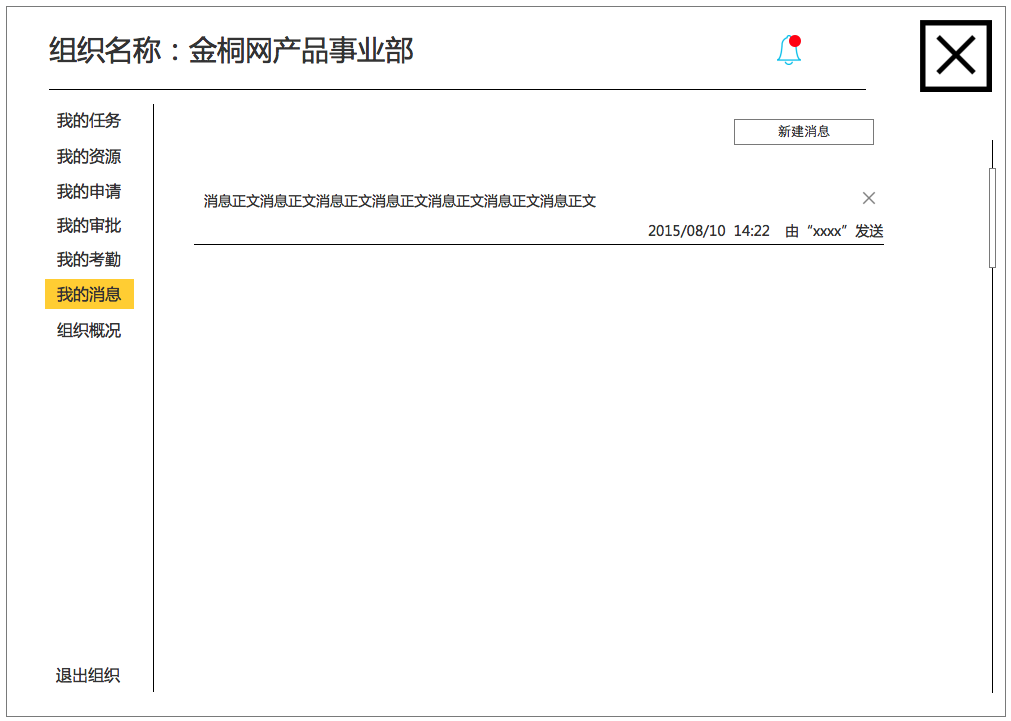 组织名称：金桐网产品事业部
新建消息
我的任务
我的资源
我的申请
我的审批
我的考勤
我的消息
组织概况
消息正文消息正文消息正文消息正文消息正文消息正文消息正文
2015/08/10 14:22 由“xxxx”发送
退出组织